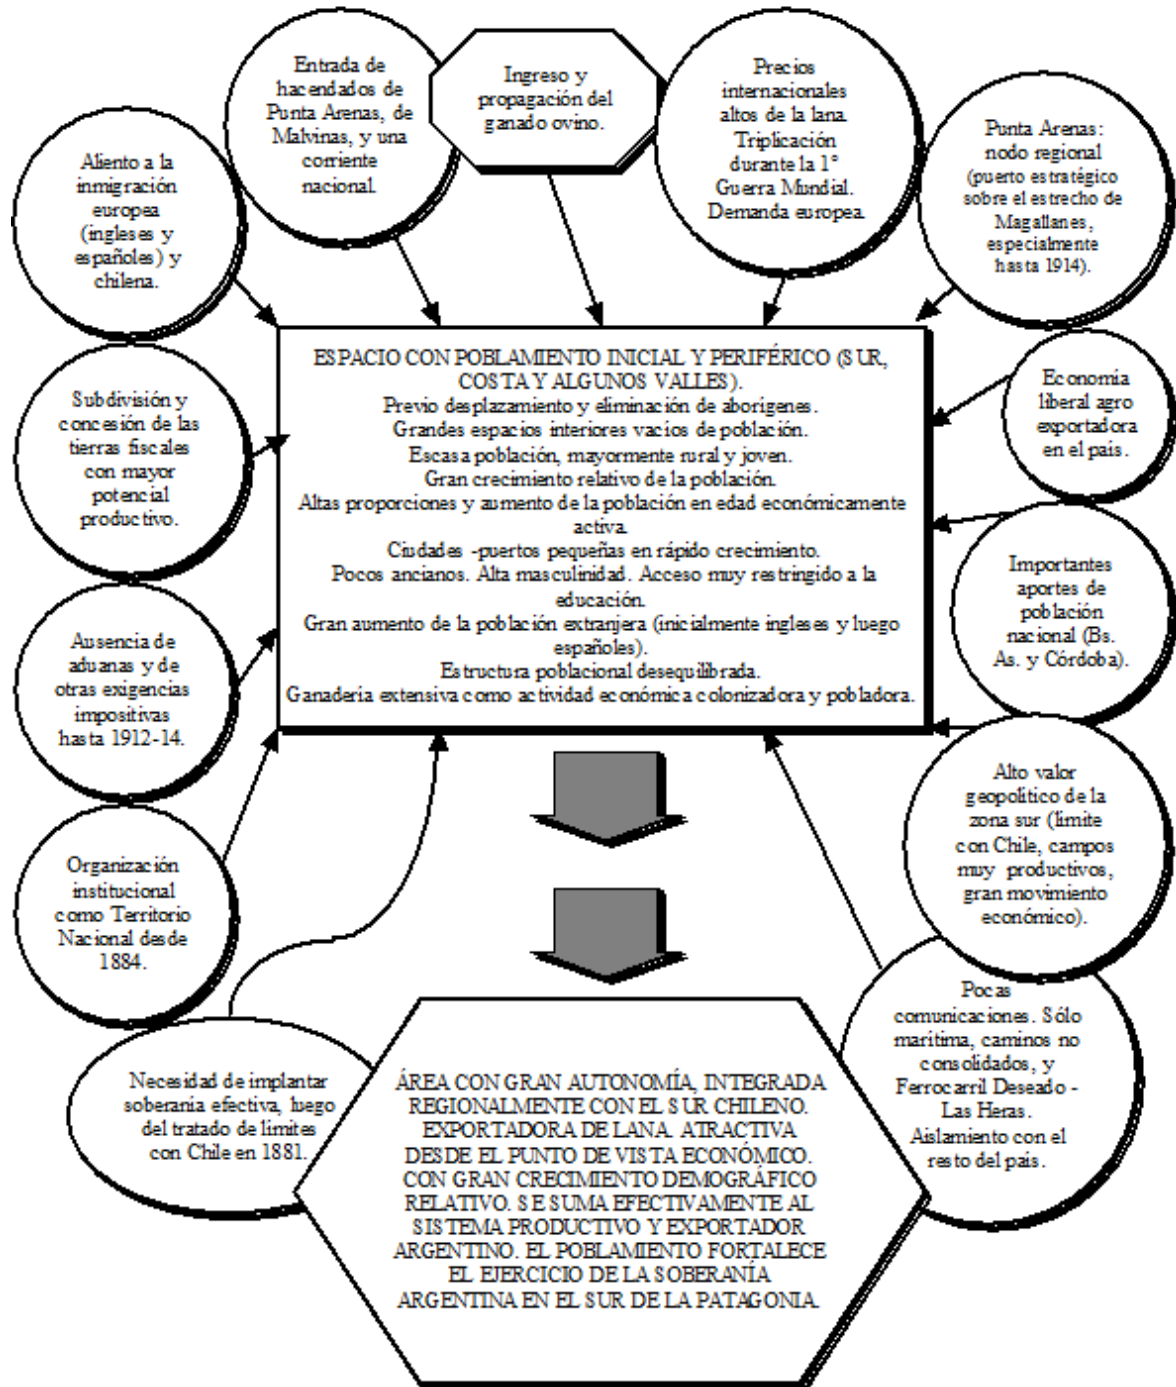 Entrada de
hacendados de
Punta Arenas, de
Malvinas, y una
corriente
nacional.
Ingreso y
propagación del
ganado ovino.
Precios
internacionales
altos de la lana.
Triplicación
durante la 1°
Guerra Mundial.
Demanda europea.
Punta Arenas:
nodo regional
(puerto estratégico
sobre el estrecho de
Magallanes,
especialmente
hasta 1914).
Aliento a la
inmigración
europea
(ingleses y
españoles) y
chilena.
ESPACIO CON POBLAMIENTO INICIAL Y PERIFÉRICO (SUR,
COSTA Y ALGUNOS VALLES).
Previo desplazamiento y eliminación de aborígenes.
Grandes espacios interiores vacíos de población.
Escasa población, mayormente rural y joven.
Gran crecimiento relativo de la población.
Altas proporciones y aumento de la población en edad económicamente
activa.
Ciudades -puertos pequeñas en rápido crecimiento.
Pocos ancianos. Alta masculinidad. Acceso muy restringido a la
educación.
Gran aumento de la población extranjera (inicialmente ingleses y luego
españoles).
Estructura poblacional desequilibrada.
Ganadería extensiva como actividad económica colonizadora y pobladora.
Subdivisión y
concesión de las
tierras fiscales
con mayor
potencial
productivo.
Economía
liberal agro
exportadora
en el país.
Ausencia de
aduanas y de
otras exigencias
impositivas
hasta 1912-14.
Importantes
aportes de
población
nacional (Bs.
As. y Córdoba).
Organización
institucional
como Territorio
Nacional desde
1884.
Alto valor
geopolítico de la
zona sur (límite
con Chile, campos
muy productivos,
gran movimiento
económico).
Necesidad de implantar
soberanía efectiva, luego
del tratado de límites
con Chile en 1881.
Pocas
comunicaciones. Sólo
marítima, caminos no
consolidados, y
Ferrocarril Deseado -
Las Heras.
Aislamiento con el
resto del país.
ÁREA CON GRAN AUTONOMÍA, INTEGRADA
REGIONALMENTE CON EL SUR CHILENO.
EXPORTADORA DE LANA. ATRACTIVA
DESDE EL PUNTO DE VISTA ECONÓMICO.
CON GRAN CRECIMIENTO DEMOGRÁFICO
RELATIVO. SE SUMA EFECTIVAMENTE AL
SISTEMA PRODUCTIVO Y EXPORTADOR
ARGENTINO. EL POBLAMIENTO FORTALECE
EL EJERCICIO DE LA SOBERANÍA
ARGENTINA EN EL SUR DE LA PATAGONIA.